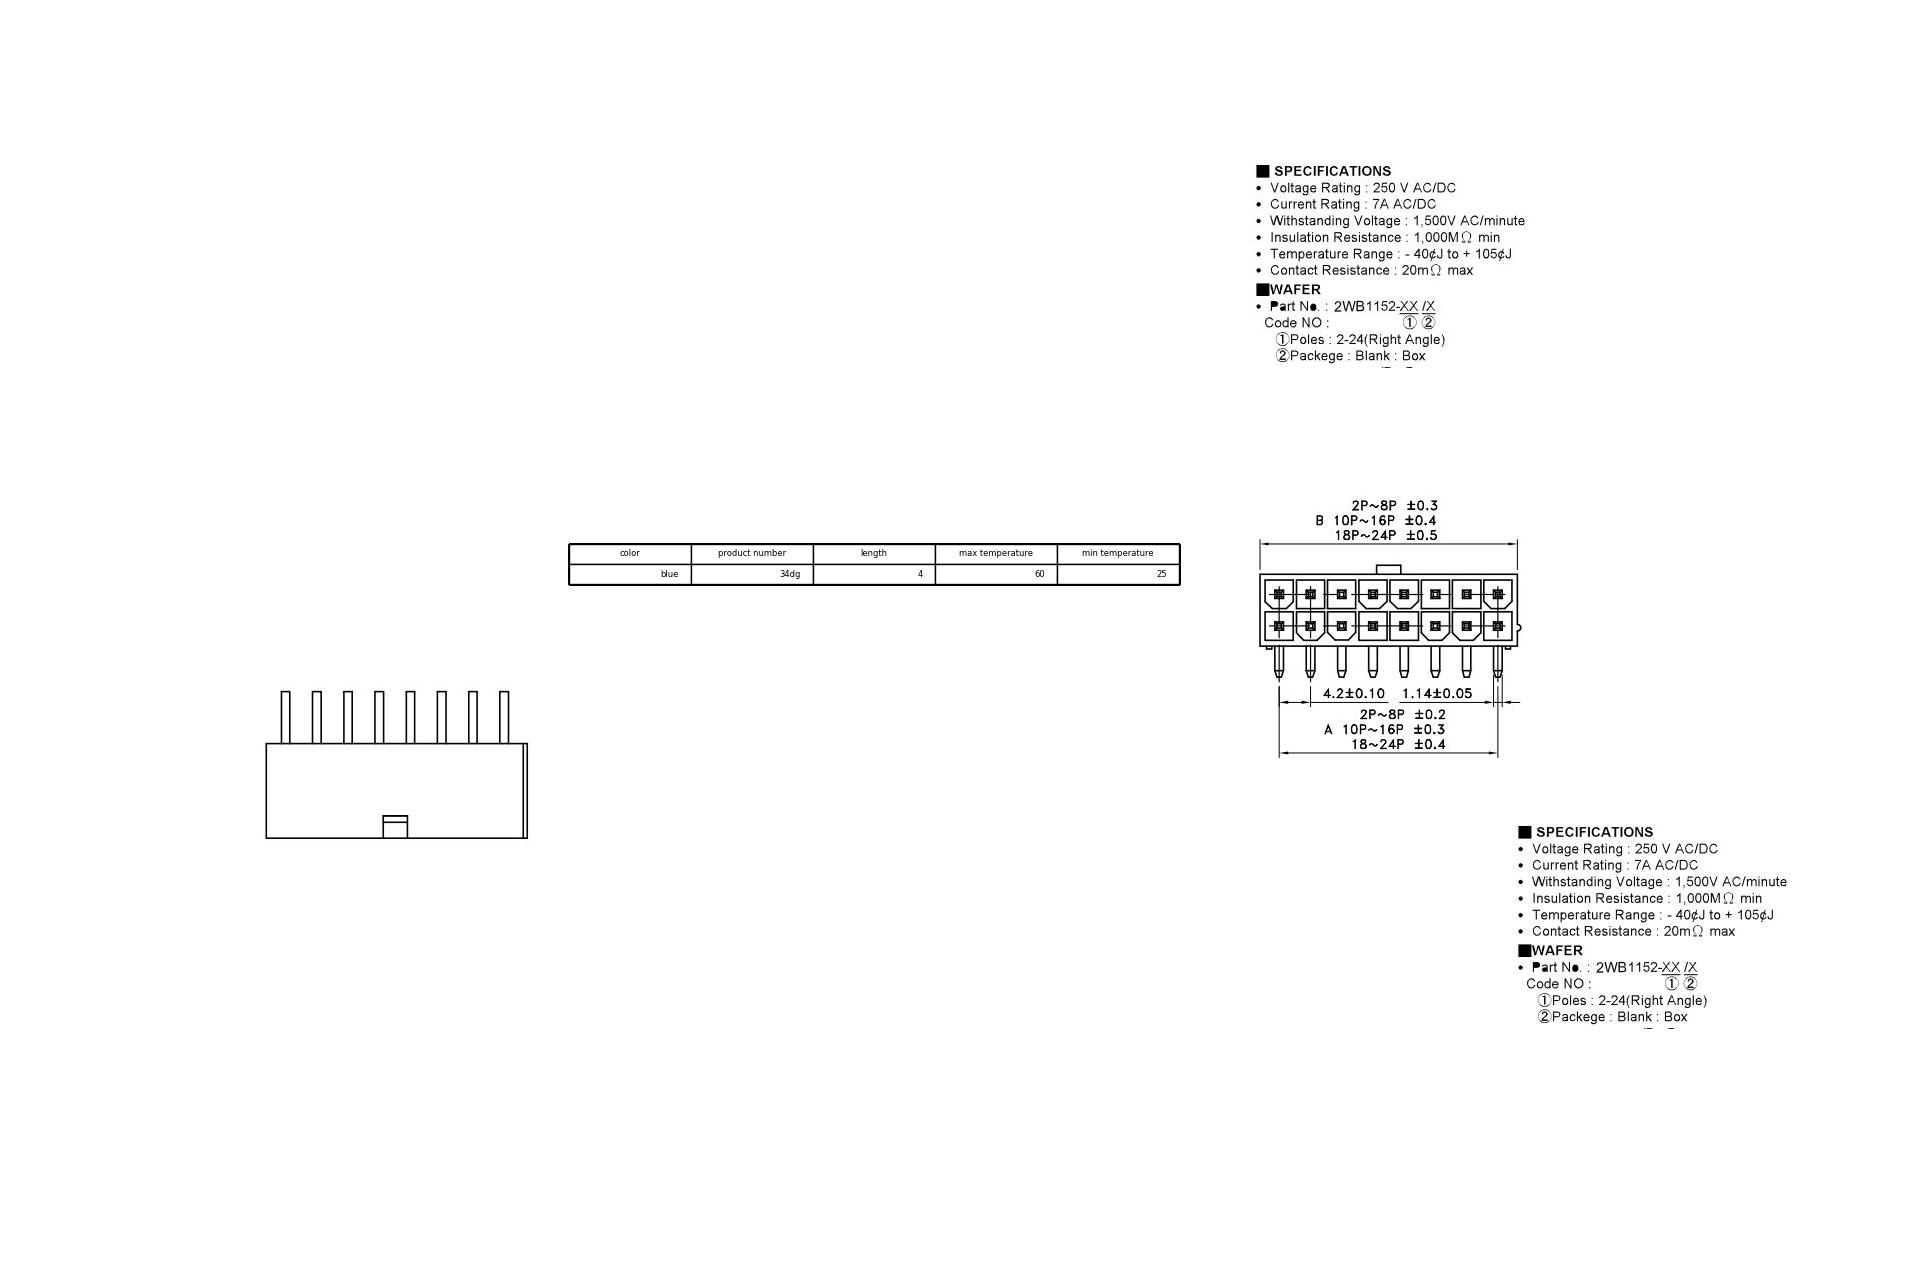 ■ SPECIFICATIONS
• Voltage Rating : 250 V AC/DC
• Current Rating : 7A AC/DC
• Withstanding Voltage : 1,500V AC/minute
• Insulation Resistance : 1,000MΩ min
• Temperature Range : - 40¢J to + 105¢J
• Contact Resistance : 20mΩ max
■WAFER
• Part No. : 2WB1152-XX /X
Code NO : ① ②
①Poles : 2-24(Right Angle)
②Packege : Blank : Box
2P~8P ±0.3
B 10P~16P ±0.4
18P~24P ±0.5
color product number length max temperature min temperature
blue 34dg 4 60 25
4.2±0.10 1.14±0.05
2P~8P ±0.2
A 10P~16P ±0.3
18~24P ±0.4
■ SPECIFICATIONS
• Voltage Rating : 250 V AC/DC
• Current Rating : 7A AC/DC
• Withstanding Voltage : 1,500V AC/minute
• Insulation Resistance : 1,000MΩ min
• Temperature Range : - 40¢J to + 105¢J
• Contact Resistance : 20mΩ max
■WAFER
• Part No. : 2WB1152-XX /X
Code NO : ① ②
①Poles : 2-24(Right Angle)
②Packege : Blank : Box